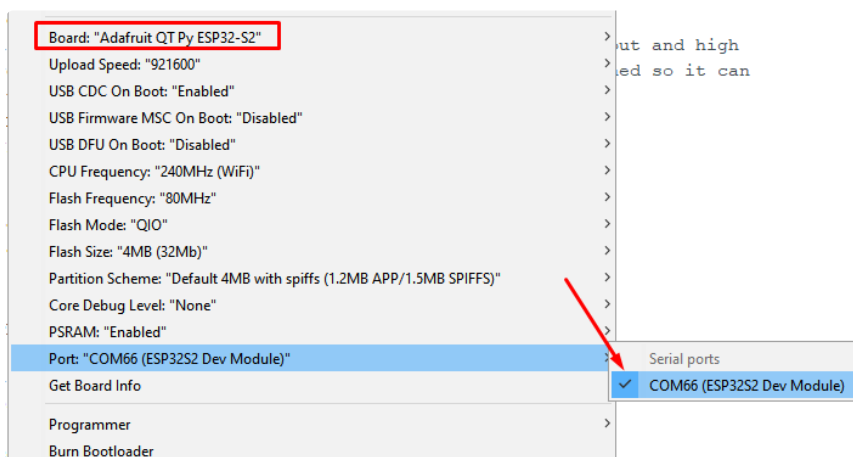 Board: "Adafruit QT Py ESP32-S2"
Upload Speed: "921600"
USB CDC On Boot: "Enabled"
USB Firmware MSC On Boot: "Disabled"
USB DFU On Boot: "Disabled"
CPU Frequency: "240MHz (WiFi)"
Flash Frequency: "80MHz"
Flash Mode: "QIO"
Flash Size: "4MB (32Mb)"
Partition Scheme: "Default 4MB with spiffs (1.2MB APP/1.5MB SPIFFS)"
Core Debug Level: "None"
PSRAM: "Enabled"
Port: "COM66 (ESP32S2 Dev Module)"
Get Board Info
Programmer
Burn Bootloader
and high
so it can
Serial ports
COM66 (ESP32S2 Dev Module)